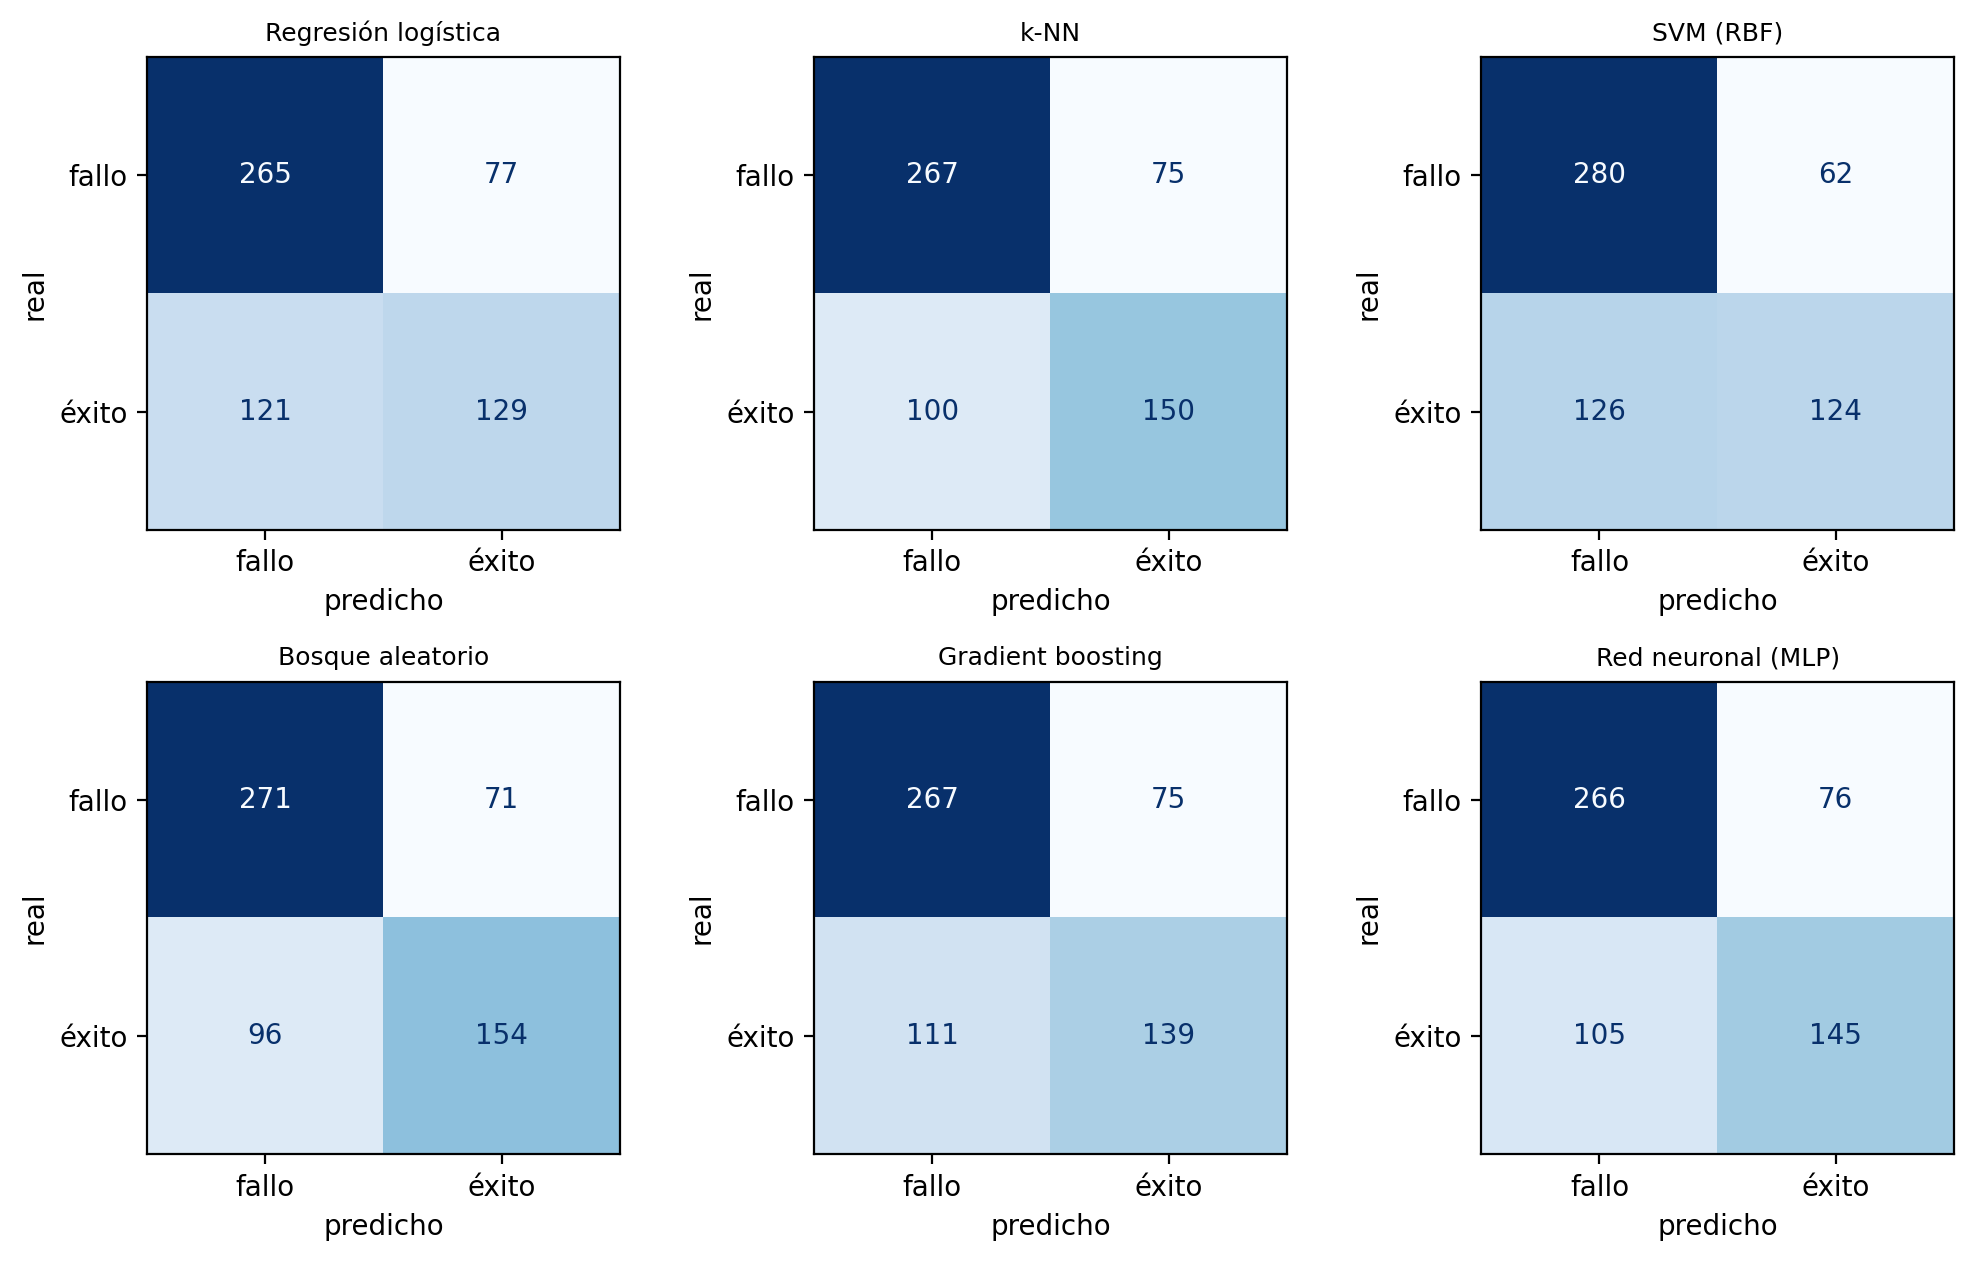 Regresión logística
fallo
265
77
real
éxito
121
129
fallo
éxito
predicho
k-NN
fallo
267
75
real
éxito
100
150
fallo
éxito
predicho
SVM (RBF)
fallo
280
62
real
éxito
126
124
fallo
éxito
predicho
Bosque aleatorio
fallo
271
71
real
éxito
96
154
fallo
éxito
predicho
Gradient boosting
fallo
267
75
real
éxito
111
139
fallo
éxito
predicho
Red neuronal (MLP)
fallo
266
76
real
éxito
105
145
fallo
éxito
predicho